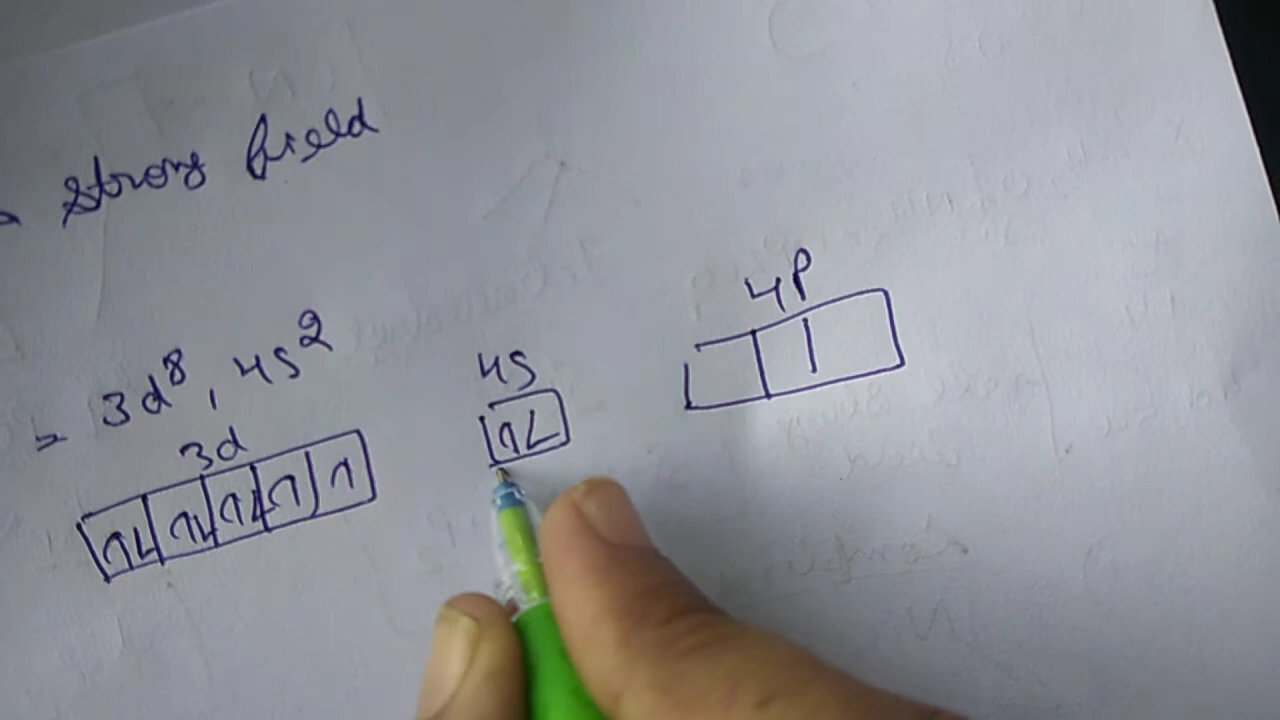 = strong field
= 3d⁸, 4s²
3d 4s 4p
↿⇂ ↿⇂ ↿⇂ ↿ ↿ ↿⇂